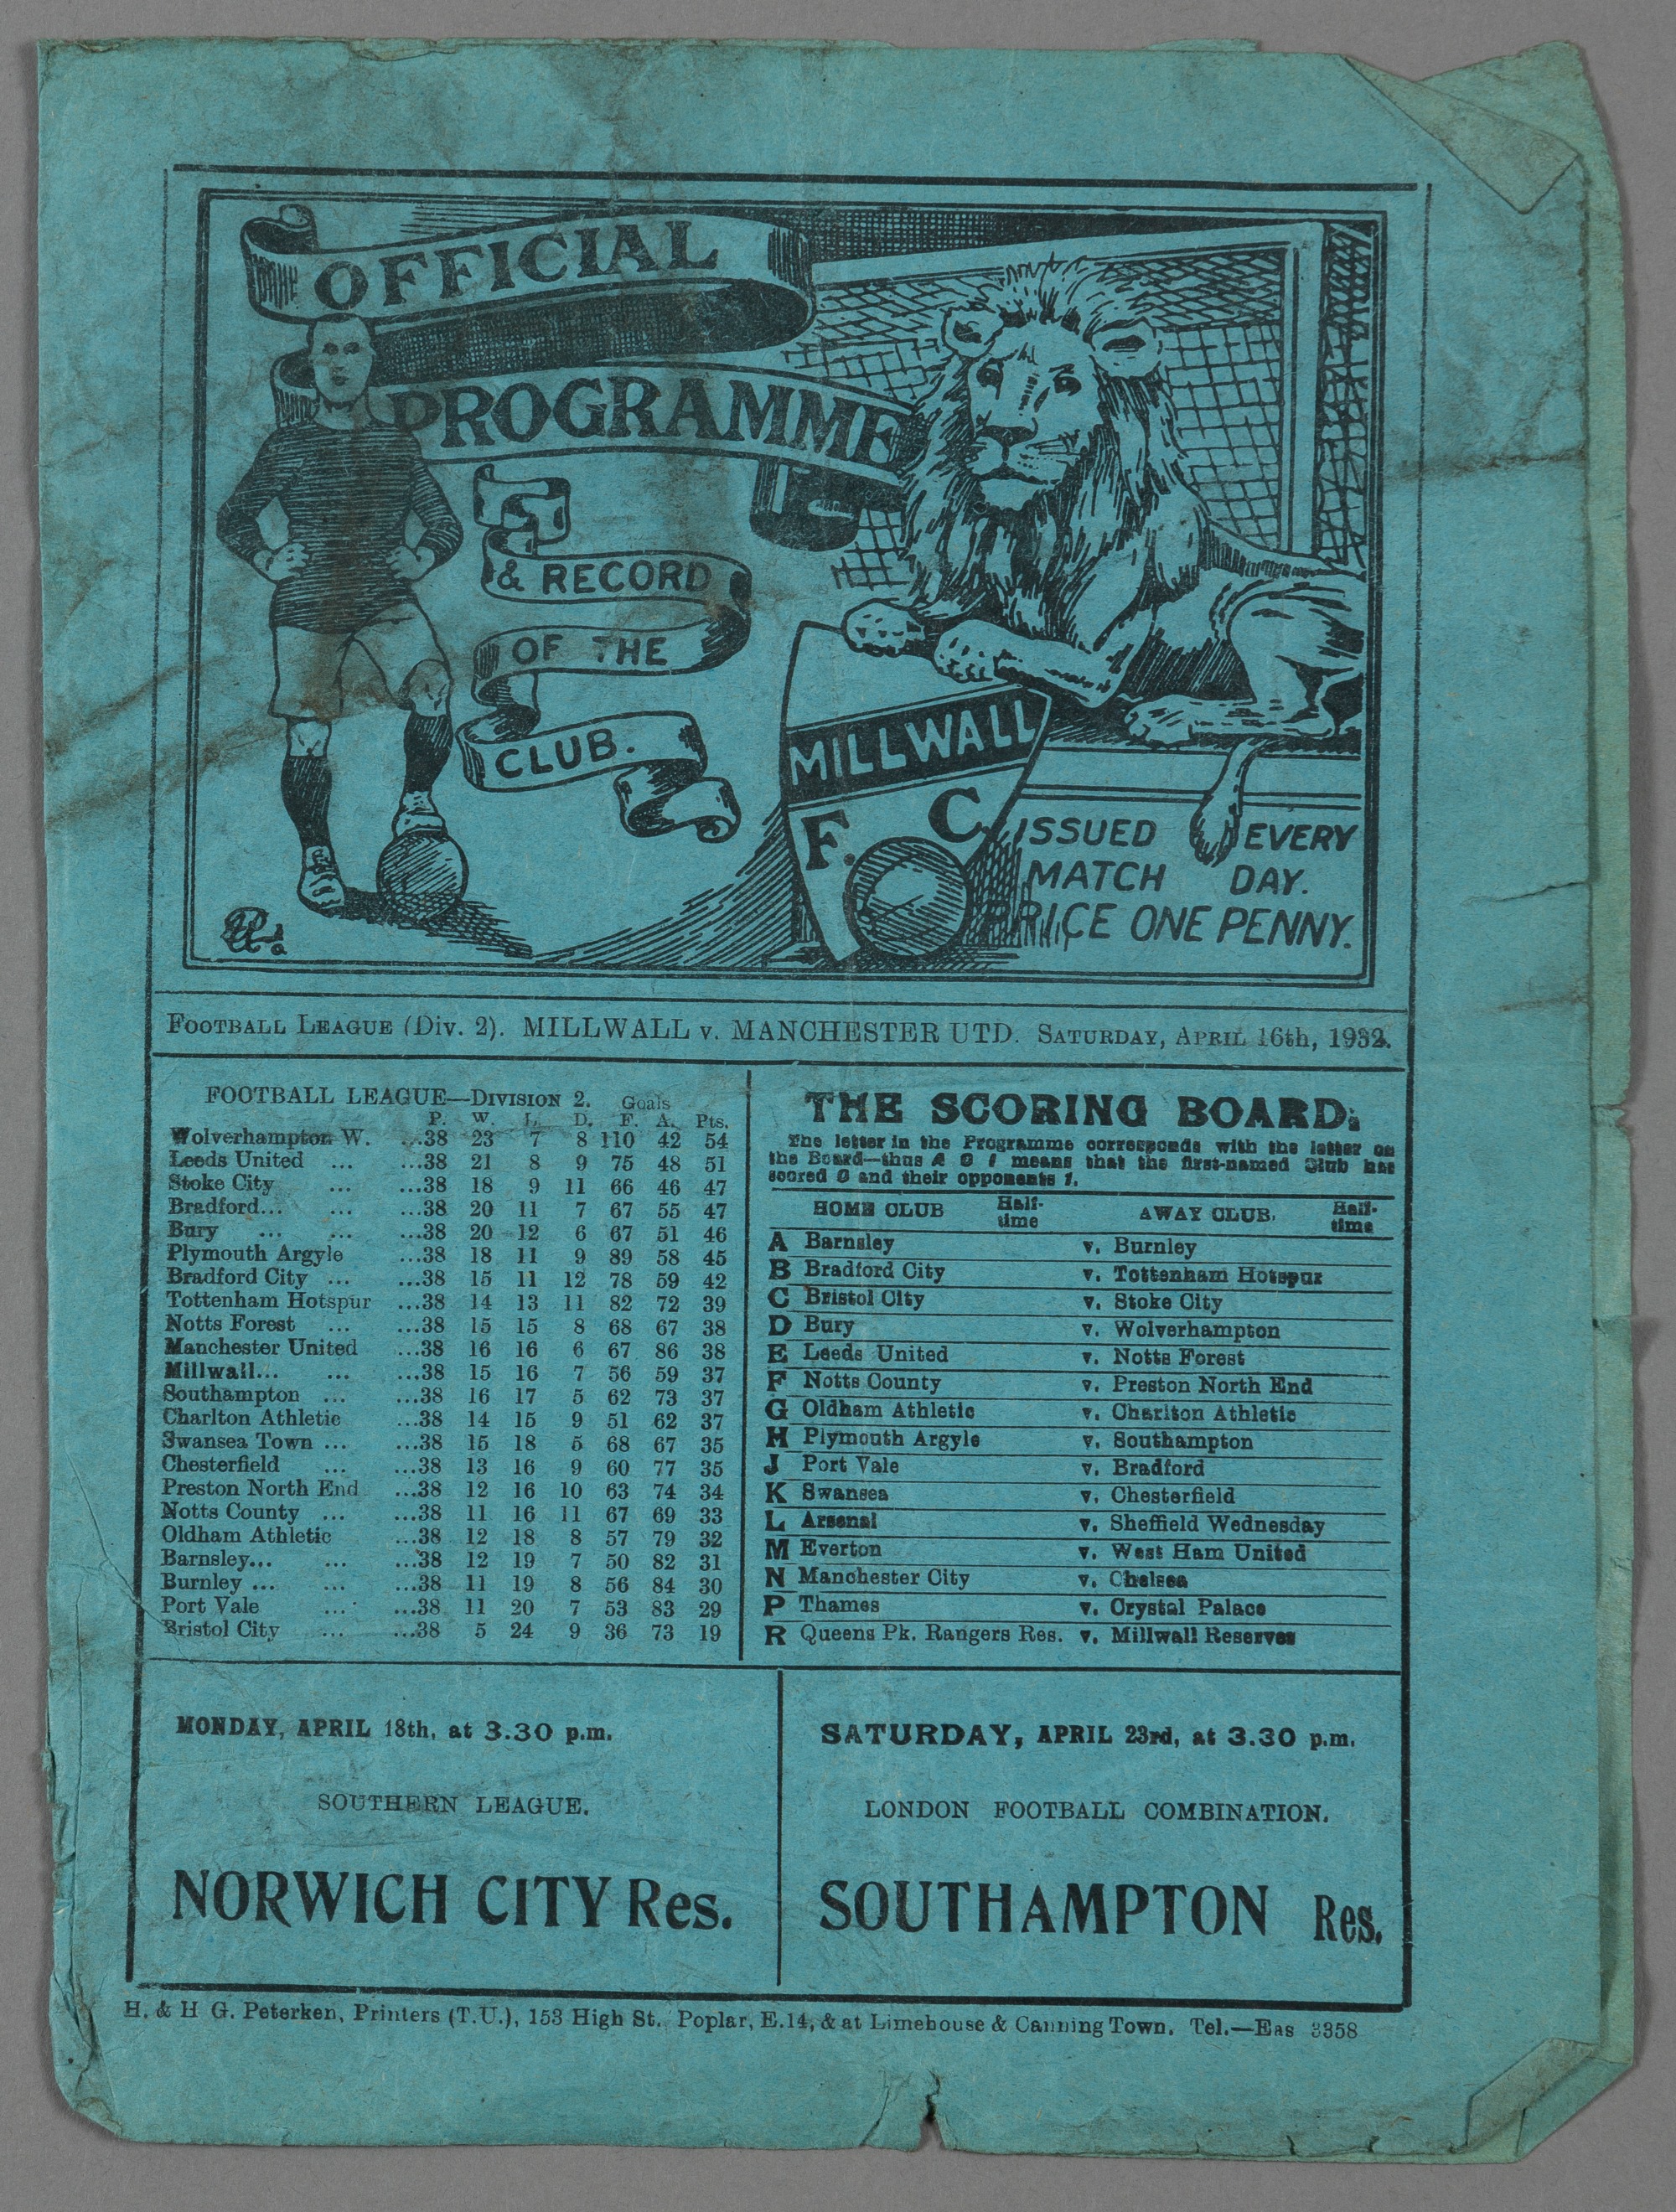 OFFICIAL
PROGRAMME
& RECORD
OF THE
CLUB.
MILLWALL
F. C.
ISSUED EVERY
MATCH DAY.
PRICE ONE PENNY.
FOOTBALL LEAGUE (Div. 2). MILLWALL v. MANCHESTER UTD. SATURDAY, APRIL 16th, 1932.
FOOTBALL LEAGUE—DIVISION 2. Goals
P. W. L. D. F. A. Pts.
Wolverhampton W. ...38 23 7 8 110 42 54
Leeds United ... ...38 21 8 9 75 48 51
Stoke City ... ...38 18 9 11 66 46 47
Bradford... ... ...38 20 11 7 67 55 47
Bury ... ... ...38 20 12 6 67 51 46
Plymouth Argyle ...38 18 11 9 89 58 45
Bradford City ... ...38 15 11 12 78 59 42
Tottenham Hotspur ...38 14 13 11 82 72 39
Notts Forest ... ...38 15 15 8 68 67 38
Manchester United ...38 16 16 6 67 86 38
Millwall... ... ...38 15 16 7 56 59 37
Southampton ... ...38 16 17 5 62 73 37
Charlton Athletic ...38 14 15 9 51 62 37
Swansea Town ... ...38 15 18 5 68 67 35
Chesterfield ... ...38 13 16 9 60 77 35
Preston North End ...38 12 16 10 63 74 34
Notts County ... ...38 11 16 11 67 69 33
Oldham Athletic ...38 12 18 8 57 79 32
Barnsley... ... ...38 12 19 7 50 82 31
Burnley ... ... ...38 11 19 8 56 84 30
Port Vale ... ...38 11 20 7 53 83 29
Bristol City ... ...38 5 24 9 36 73 19
THE SCORING BOARD.
The letter in the Programme corresponds with the letter on
the Board—thus A 0 1 means that the first-named Club has
scored 0 and their opponents 1.
HOME CLUB Half-time AWAY CLUB. Half-time
A Barnsley v. Burnley
B Bradford City v. Tottenham Hotspur
C Bristol City v. Stoke City
D Bury v. Wolverhampton
E Leeds United v. Notts Forest
F Notts County v. Preston North End
G Oldham Athletic v. Charlton Athletic
H Plymouth Argyle v. Southampton
J Port Vale v. Bradford
K Swansea v. Chesterfield
L Arsenal v. Sheffield Wednesday
M Everton v. West Ham United
N Manchester City v. Chelsea
P Thames v. Crystal Palace
R Queens Pk. Rangers Res. v. Millwall Reserves
MONDAY, APRIL 18th, at 3.30 p.m.
SOUTHERN LEAGUE.
NORWICH CITY Res.
SATURDAY, APRIL 23rd, at 3.30 p.m.
LONDON FOOTBALL COMBINATION.
SOUTHAMPTON Res.
H. & H G. Peterken, Printers (T.U.), 153 High St., Poplar, E.14, & at Limehouse & Canning Town. Tel.—Eas 3358